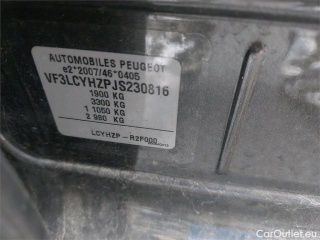 AUTOMOBILES PEUGEOT
e2*2007/46*0405
VF3LCYHZPJS230816
1900 KG
3300 KG
1 1050 KG
2 980 KG
LCYHZP-R2P000
CarOutlet.eu